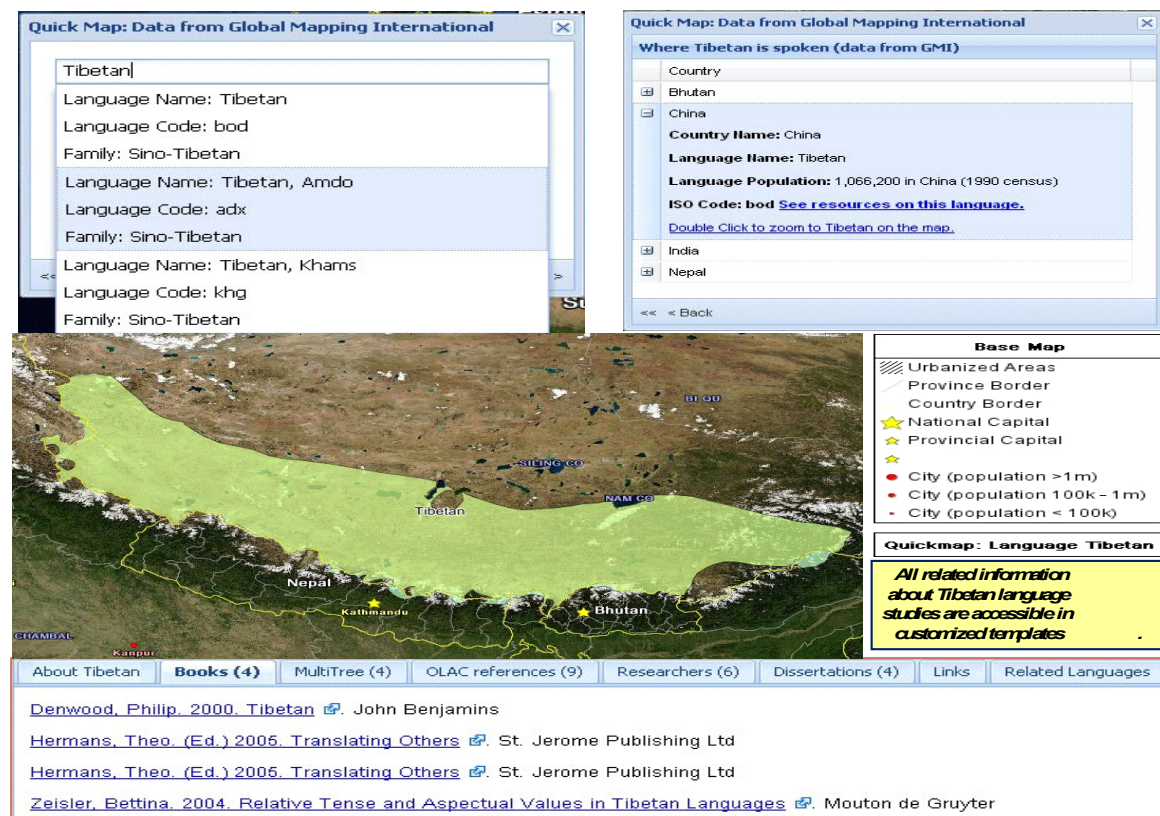 Quick Map: Data from Global Mapping International
Tibetan
Language Name: Tibetan
Language Code: bod
Family: Sino-Tibetan
Language Name: Tibetan, Amdo
Language Code: adx
Family: Sino-Tibetan
Language Name: Tibetan, Khams
Language Code: khg
Family: Sino-Tibetan
<<
>
Quick Map: Data from Global Mapping International
Where Tibetan is spoken (data from GMI)
Country
Bhutan
China
Country Name: China
Language Name: Tibetan
Language Population: 1,066,200 in China (1990 census)
ISO Code: bod See resources on this language.
Double Click to zoom to Tibetan on the map.
India
Nepal
<< < Back
BI QU
SILING CO
NAM CO
Tibetan
Nepal
Kathmandu
Bhutan
CHAMBAL
Kanpur
Base Map
Urbanized Areas
Province Border
Country Border
National Capital
Provincial Capital
City (population >1m)
City (population 100k-1m)
City (population < 100k)
Quickmap: Language Tibetan
All related information
about Tibetan language
studies are accessible in
customized templates .
About Tibetan Books (4) MultiTree (4) OLAC references (9) Researchers (6) Dissertations (4) Links Related Languages
Denwood, Philip. 2000. Tibetan . John Benjamins
Hermans, Theo. (Ed.) 2005. Translating Others . St. Jerome Publishing Ltd
Hermans, Theo. (Ed.) 2005. Translating Others . St. Jerome Publishing Ltd
Zeisler, Bettina. 2004. Relative Tense and Aspectual Values in Tibetan Languages . Mouton de Gruyter